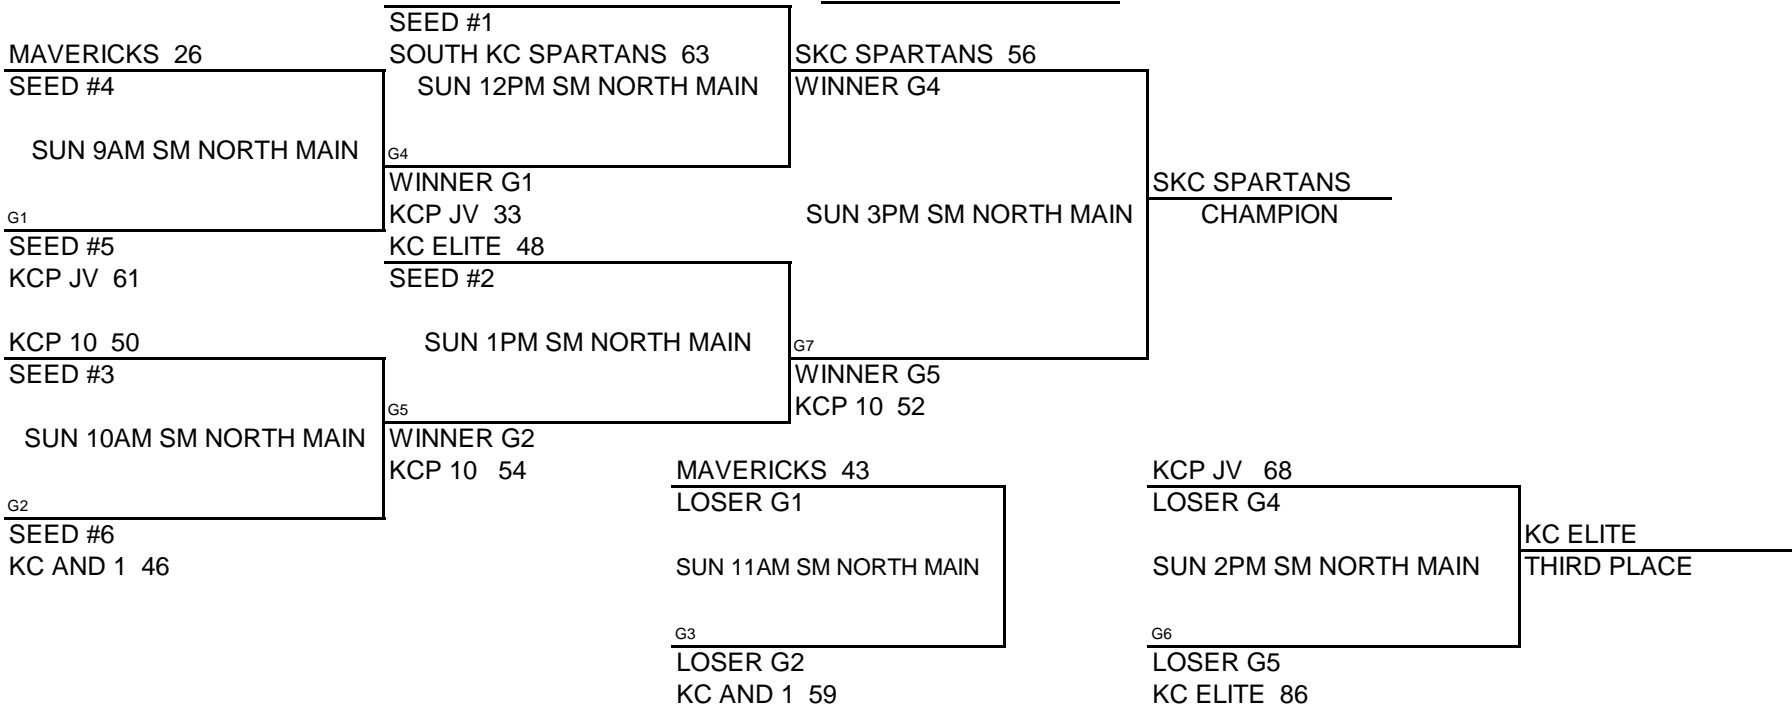 SEED #1
MAVERICKS 26
SOUTH KC SPARTANS 63
SKC SPARTANS 56
SEED #4
SUN 12PM SM NORTH MAIN
WINNER G4
SUN 9AM SM NORTH MAIN
G4
WINNER G1
SKC SPARTANS
G1
KCP JV 33
SUN 3PM SM NORTH MAIN
CHAMPION
SEED #5
KC ELITE 48
KCP JV 61
SEED #2
KCP 10 50
SUN 1PM SM NORTH MAIN
G7
SEED #3
WINNER G5
G5
KCP 10 52
SUN 10AM SM NORTH MAIN
WINNER G2
KCP 10 54
MAVERICKS 43
KCP JV 68
G2
LOSER G1
LOSER G4
SEED #6
KC ELITE
KC AND 1 46
SUN 11AM SM NORTH MAIN
SUN 2PM SM NORTH MAIN
THIRD PLACE
G3
G6
LOSER G2
LOSER G5
KC AND 1 59
KC ELITE 86